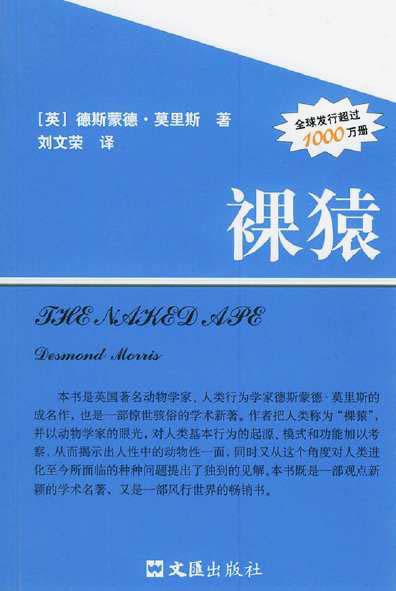 [英] 德斯蒙德·莫里斯 著
刘文荣 译
全球发行超过
1000万册
裸猿
THE NAKED APE
Desmond Morris
本书是英国著名动物学家、人类行为学家德斯蒙德·莫里斯的
成名作，也是一部惊世骇俗的学术新著。作者把人类称为“裸猿”，
并以动物学家的眼光，对人类基本行为的起源、模式和功能加以考
察，从而揭示出人性中的动物性一面，同时又从这个角度对人类进
化至今所面临的种种问题提出了独到的见解。本书既是一部观点新
颖的学术名著、又是一部风行世界的畅销书。
文匯出版社